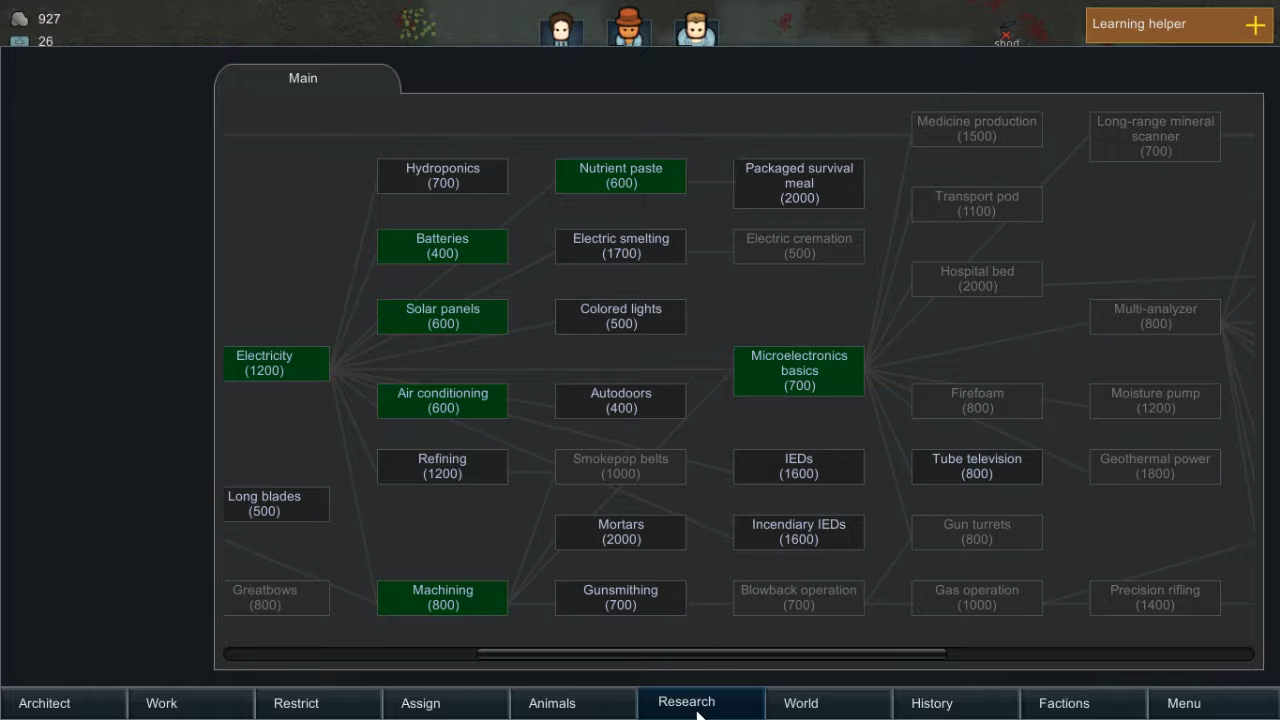 927
26
shod
Learning helper
Main
Medicine production
(1500)
Long-range mineral
scanner
(700)
Hydroponics
(700)
Nutrient paste
(600)
Packaged survival
meal
(2000)
Transport pod
(1100)
Batteries
(400)
Electric smelting
(1700)
Electric cremation
(500)
Hospital bed
(2000)
Solar panels
(600)
Colored lights
(500)
Multi-analyzer
(800)
Electricity
(1200)
Microelectronics
basics
(700)
Air conditioning
(600)
Autodoors
(400)
Firefoam
(800)
Moisture pump
(1200)
Refining
(1200)
Smokepop belts
(1000)
IEDs
(1600)
Tube television
(800)
Geothermal power
(1800)
Long blades
(500)
Mortars
(2000)
Incendiary IEDs
(1600)
Gun turrets
(800)
Greatbows
(800)
Machining
(800)
Gunsmithing
(700)
Blowback operation
(700)
Gas operation
(1000)
Precision rifling
(1400)
Architect
Work
Restrict
Assign
Animals
Research
World
History
Factions
Menu